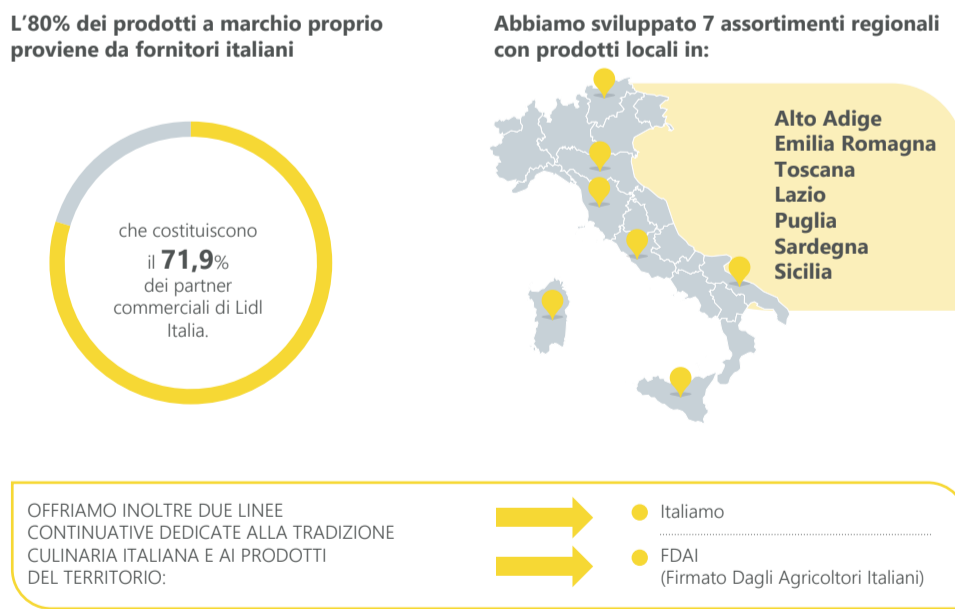 L'80% dei prodotti a marchio proprio
proviene da fornitori italiani
che costituiscono
il 71,9%
dei partner
commerciali di Lidl
Italia.
Abbiamo sviluppato 7 assortimenti regionali
con prodotti locali in:
Alto Adige
Emilia Romagna
Toscana
Lazio
Puglia
Sardegna
Sicilia
OFFRIAMO INOLTRE DUE LINEE
CONTINUATIVE DEDICATE ALLA TRADIZIONE
CULINARIA ITALIANA E AI PRODOTTI
DEL TERRITORIO:
Italiamo
FDAI
(Firmato Dagli Agricoltori Italiani)